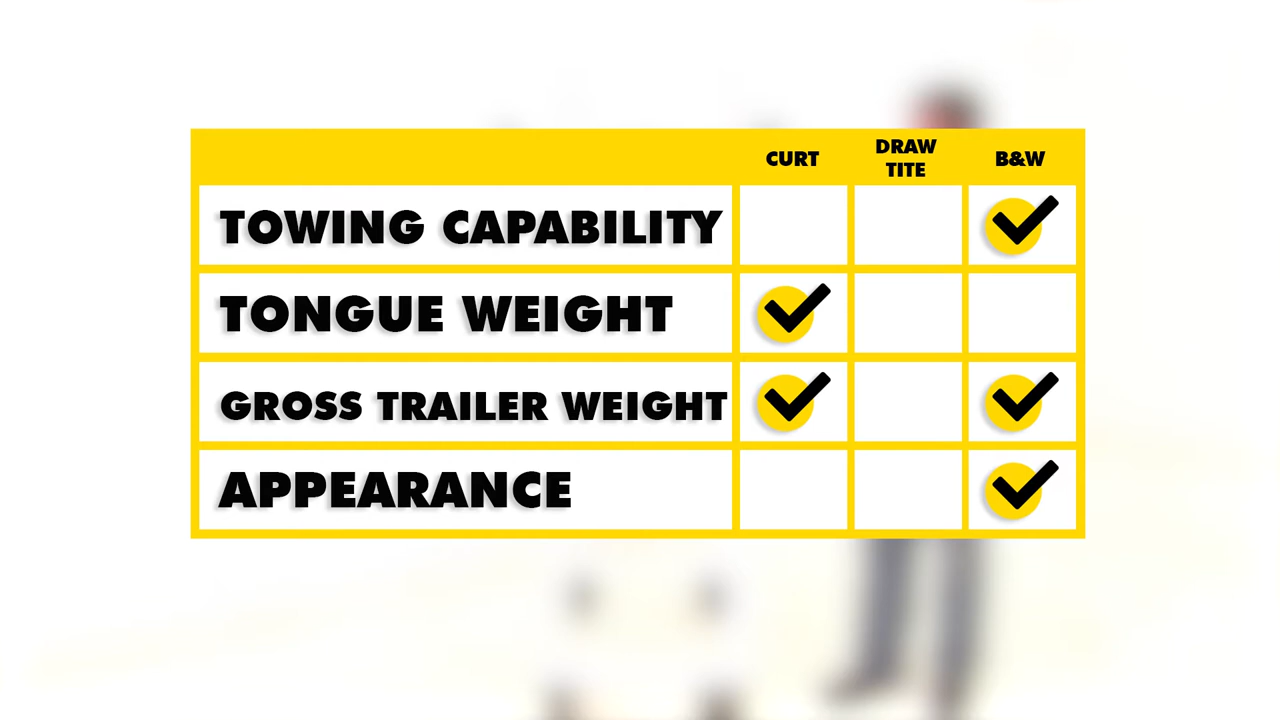 CURT DRAW TITE B&W
TOWING CAPABILITY
TONGUE WEIGHT
GROSS TRAILER WEIGHT
APPEARANCE